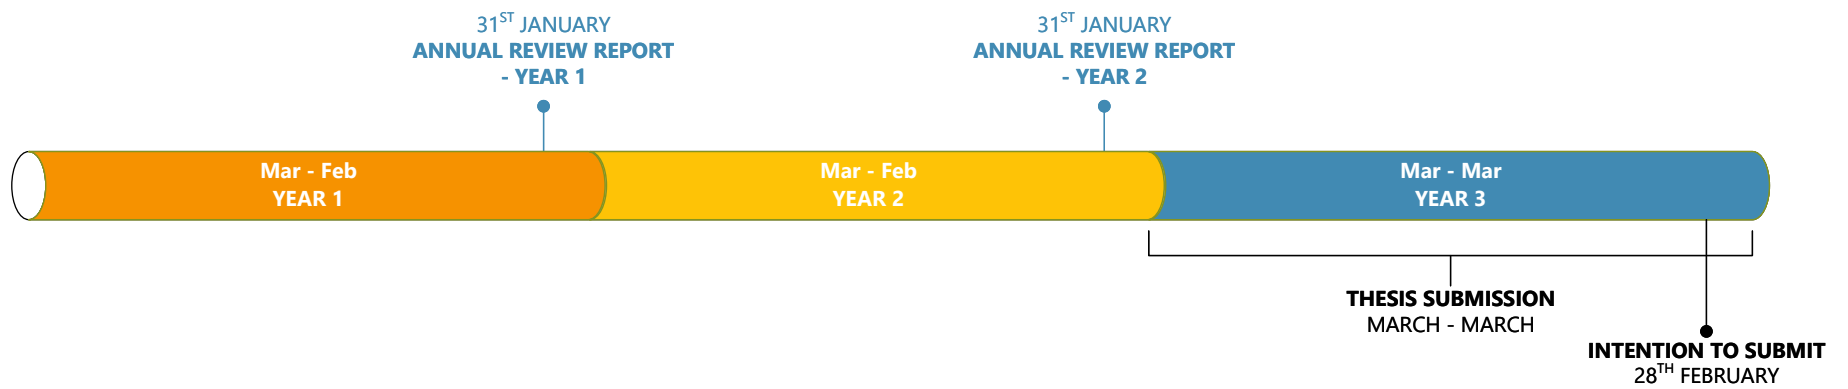 31ST JANUARY
ANNUAL REVIEW REPORT
- YEAR 1
31ST JANUARY
ANNUAL REVIEW REPORT
- YEAR 2
Mar - Feb
YEAR 1
Mar - Feb
YEAR 2
Mar - Mar
YEAR 3
THESIS SUBMISSION
MARCH - MARCH
INTENTION TO SUBMIT
28TH FEBRUARY